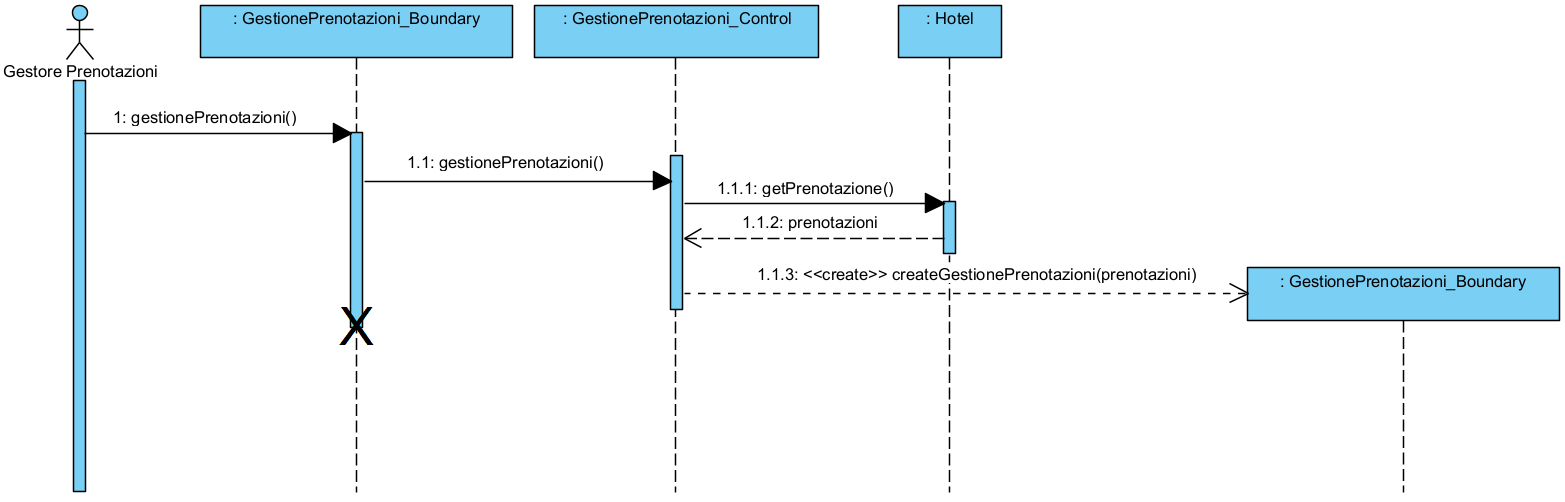 : GestionePrenotazioni_Boundary
: GestionePrenotazioni_Control
: Hotel
Gestore Prenotazioni
1: gestionePrenotazioni()
1.1: gestionePrenotazioni()
1.1.1: getPrenotazione()
1.1.2: prenotazioni
1.1.3: <<create>> createGestionePrenotazioni(prenotazioni)
: GestionePrenotazioni_Boundary